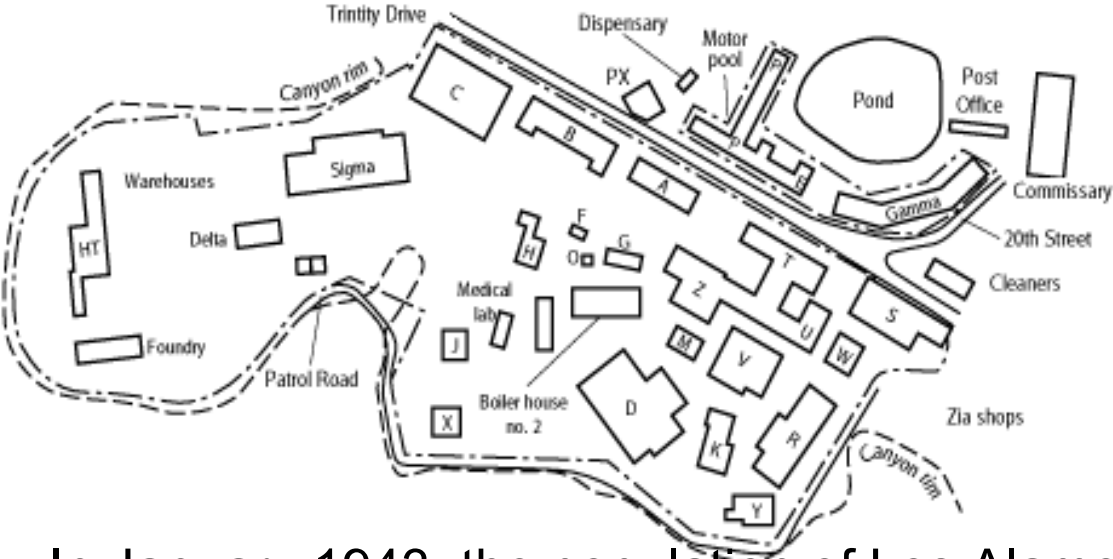 Trintity Drive
Dispensary
Motor
pool
PX
P
Pond
Post
Office
Canyon rim
C
B
P
Sigma
A
E
Commissary
Warehouses
Gamma
20th Street
HT
Delta
H
F
O
G
T
Cleaners
Z
S
Medical
lab
U
Foundry
J
M
V
W
Patrol Road
Boiler house
no. 2
D
X
K
R
Zia shops
Canyon rim
Y